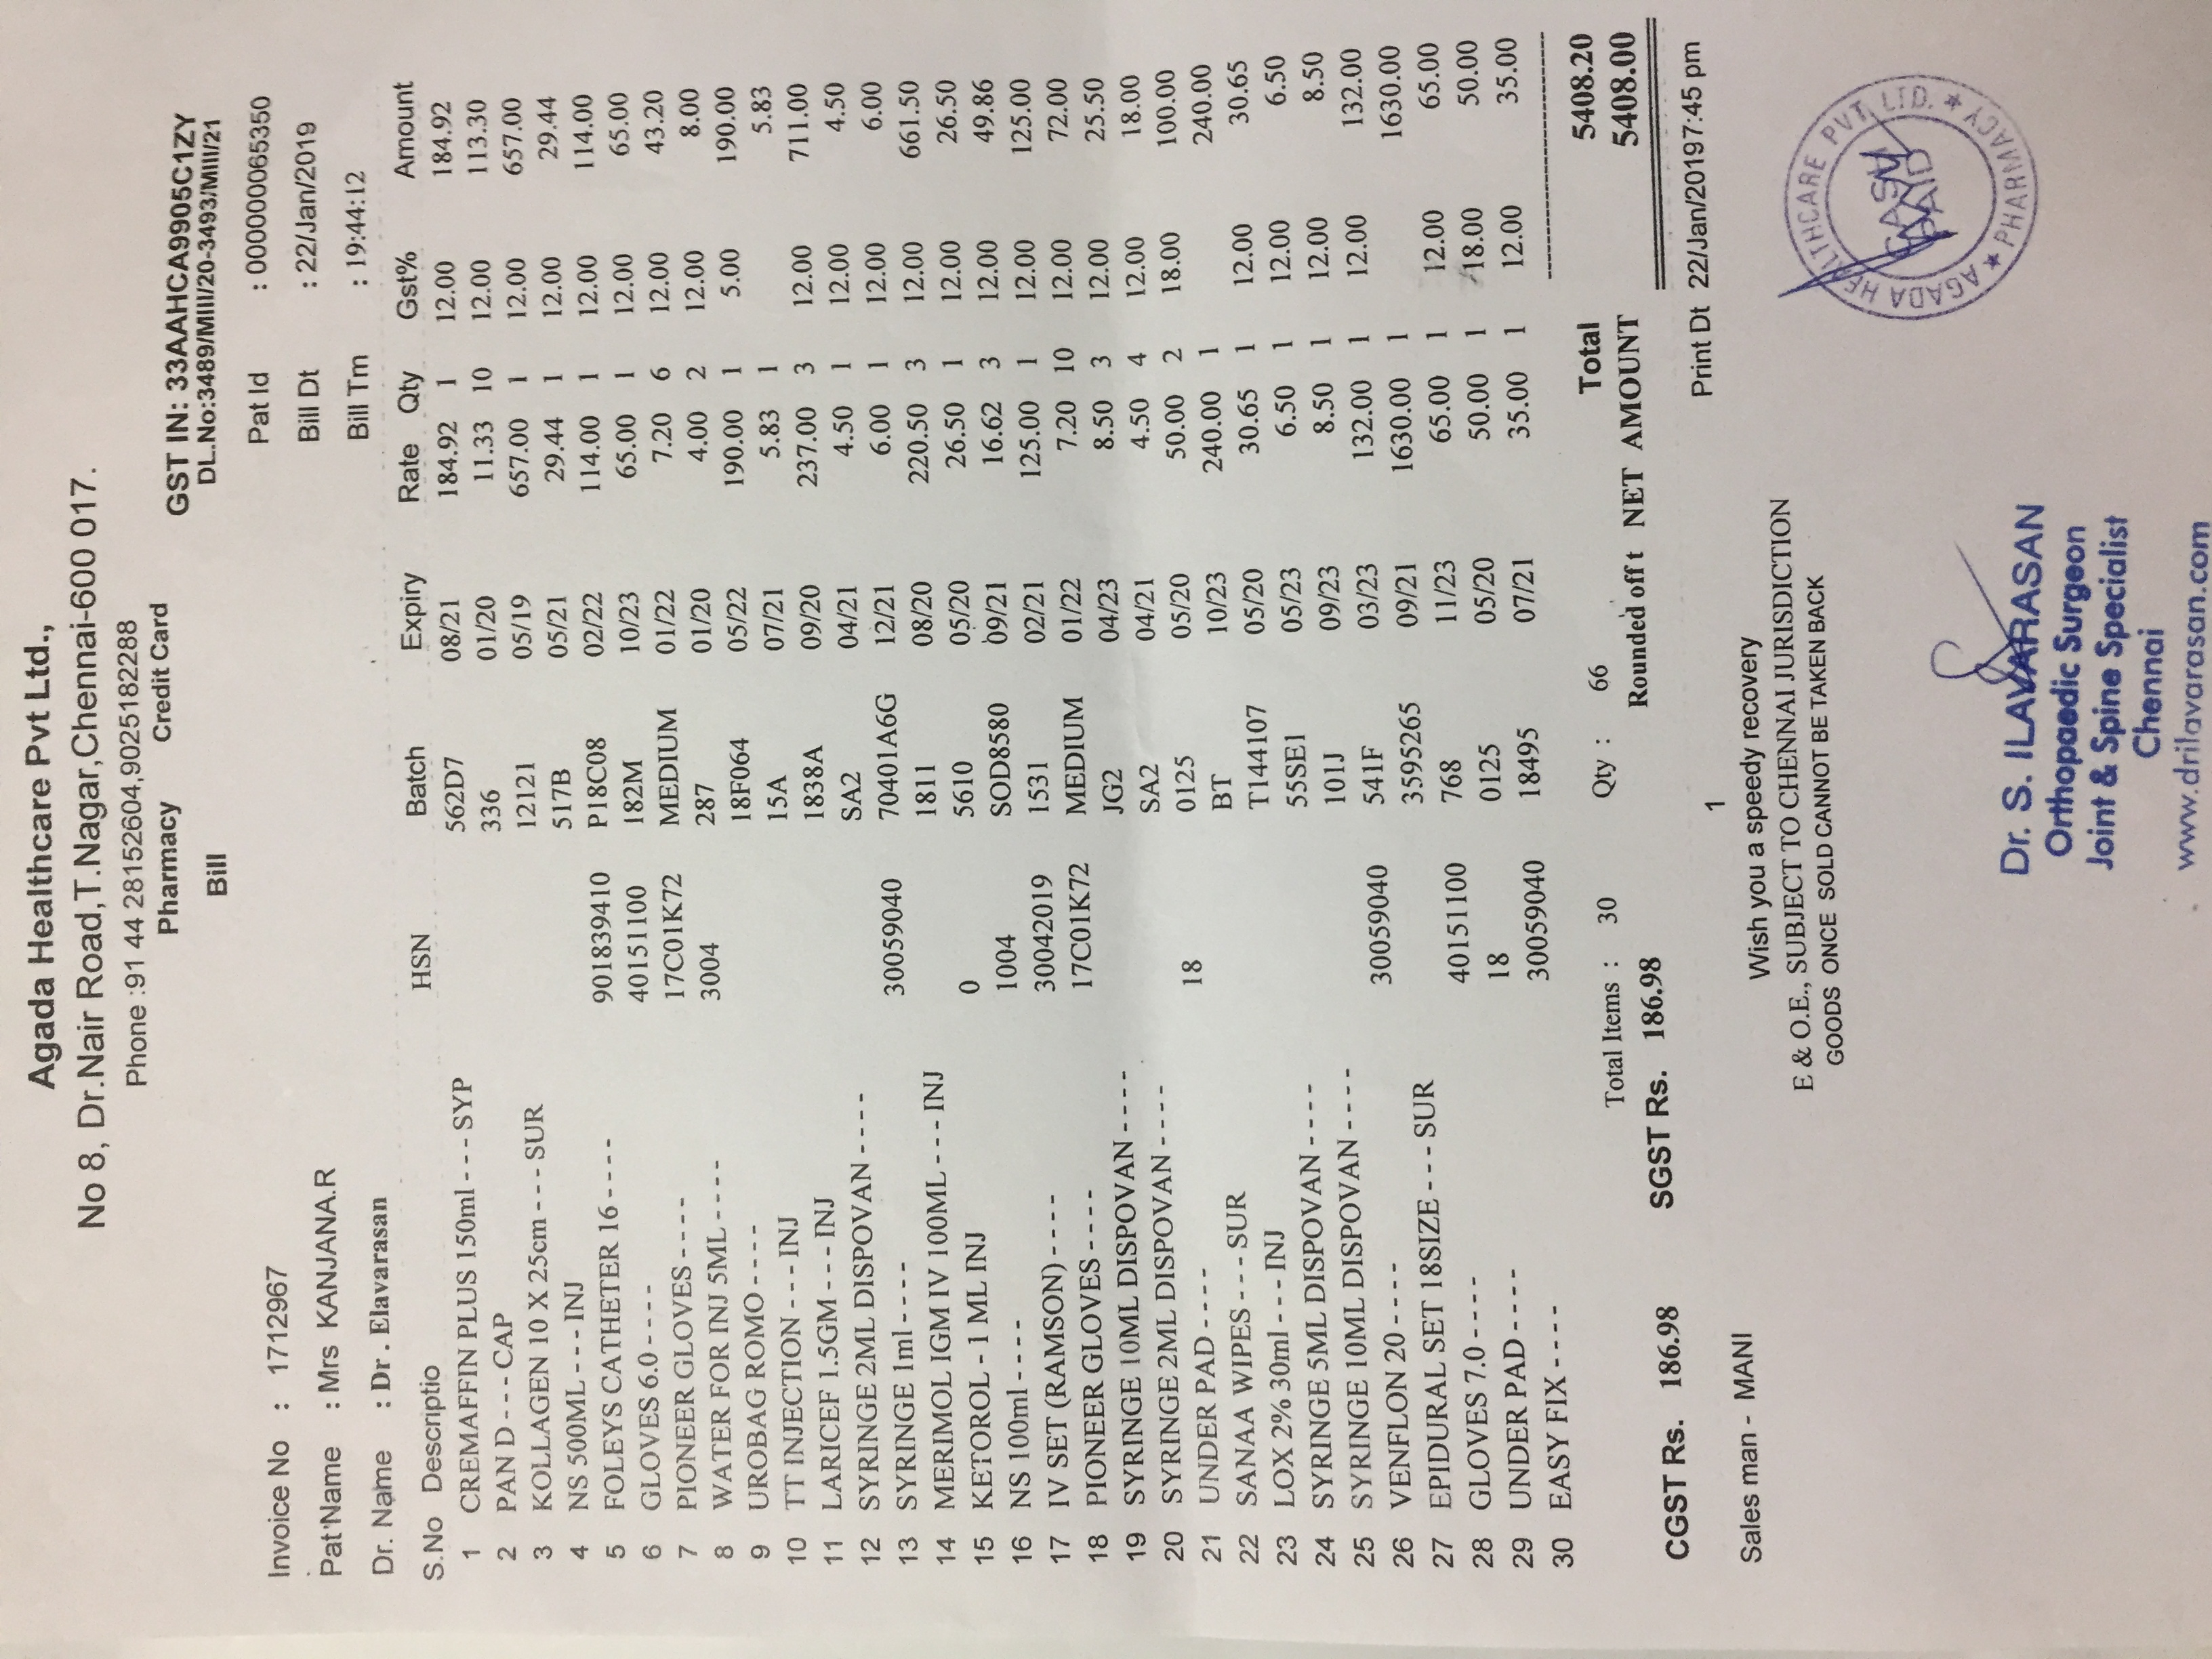 Agada Healthcare Pvt Ltd.,
No 8, Dr.Nair Road,T.Nagar,Chennai-600 017.
Phone :91 44 28152604,9025182288
Pharmacy Credit Card
Bill
GST IN: 33AAHCA9905C1ZY
DL.No:3489/MIII/20-3493/MIII/21
Invoice No : 1712967 Pat Id : 000000065350
Pat Name : Mrs KANJANA.R Bill Dt : 22/Jan/2019
Dr. Name : Dr . Elavarasan Bill Tm : 19:44:12
S.No Descriptio HSN Batch Expiry Rate Qty Gst% Amount
1 CREMAFFIN PLUS 150ml - - - SYP 562D7 08/21 184.92 1 12.00 184.92
2 PAN D - - - CAP 336 01/20 11.33 10 12.00 113.30
3 KOLLAGEN 10 X 25cm - - - SUR 12121 05/19 657.00 1 12.00 657.00
4 NS 500ML - - - INJ 517B 05/21 29.44 1 12.00 29.44
5 FOLEYS CATHETER 16 - - - - 901839410 P18C08 02/22 114.00 1 12.00 114.00
6 GLOVES 6.0 - - - - 40151100 182M 10/23 65.00 1 12.00 65.00
7 PIONEER GLOVES - - - - 17C01K72 MEDIUM 01/22 7.20 6 12.00 43.20
8 WATER FOR INJ 5ML - - - - 3004 287 01/20 4.00 2 12.00 8.00
9 UROBAG ROMO - - - - 18F064 05/22 190.00 1 5.00 190.00
10 TT INJECTION - - - INJ 15A 07/21 5.83 1 5.83
11 LARICEF 1.5GM - - - INJ 1838A 09/20 237.00 3 12.00 711.00
12 SYRINGE 2ML DISPOVAN - - - - SA2 04/21 4.50 1 12.00 4.50
13 SYRINGE 1ml - - - - 30059040 70401A6G 12/21 6.00 1 12.00 6.00
14 MERIMOL IGM IV 100ML - - - INJ 1811 08/20 220.50 3 12.00 661.50
15 KETOROL - 1 ML INJ 0 5610 05/20 26.50 1 12.00 26.50
16 NS 100ml - - - - 1004 SOD8580 09/21 16.62 3 12.00 49.86
17 IV SET (RAMSON) - - - - 30042019 1531 02/21 125.00 1 12.00 125.00
18 PIONEER GLOVES - - - - 17C01K72 MEDIUM 01/22 7.20 10 12.00 72.00
19 SYRINGE 10ML DISPOVAN - - - - JG2 04/23 8.50 3 12.00 25.50
20 SYRINGE 2ML DISPOVAN - - - - SA2 04/21 4.50 4 12.00 18.00
21 UNDER PAD - - - - 18 0125 05/20 50.00 2 18.00 100.00
22 SANAA WIPES - - - SUR BT 10/23 240.00 1 240.00
23 LOX 2% 30ml - - - INJ T144107 05/20 30.65 1 12.00 30.65
24 SYRINGE 5ML DISPOVAN - - - - 55SE1 05/23 6.50 1 12.00 6.50
25 SYRINGE 10ML DISPOVAN - - - - 101J 09/23 8.50 1 12.00 8.50
26 VENFLON 20 - - - - 30059040 541F 03/23 132.00 1 12.00 132.00
27 EPIDURAL SET 18SIZE - - - SUR 3595265 09/21 1630.00 1 1630.00
28 GLOVES 7.0 - - - - 40151100 768 11/23 65.00 1 12.00 65.00
29 UNDER PAD - - - - 18 0125 05/20 50.00 1 18.00 50.00
30 EASY FIX - - - - 30059040 18495 07/21 35.00 1 12.00 35.00
Total Items : 30 Qty : 66 Total 5408.20
Rounded off t NET AMOUNT 5408.00
CGST Rs. 186.98 SGST Rs. 186.98
Print Dt 22/Jan/20197:45 pm
1
Sales man - MANI
Wish you a speedy recovery
E & O.E., SUBJECT TO CHENNAI JURISDICTION
GOODS ONCE SOLD CANNOT BE TAKEN BACK
AGADA HEALTHCARE PVT. LTD.
CASH
PAID
★ PHARMACY ★
Dr. S. ILAVARASAN
Orthopaedic Surgeon
Joint & Spine Specialist
Chennai
www.drilavarasan.com